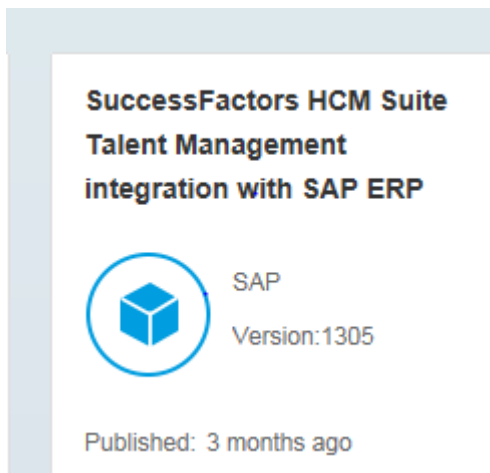 SuccessFactors HCM Suite
Talent Management
integration with SAP ERP
SAP
Version:1305
Published: 3 months ago